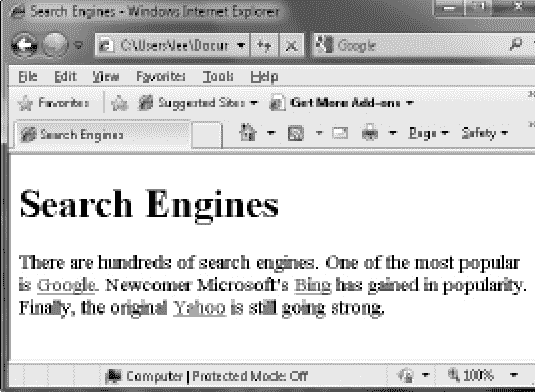 Search Engines - Windows Internet Explorer
C:\Users\lee\Docur
Google
File Edit View Favorites Tools Help
Favorites Suggested Sites Get More Add-ons
Search Engines
Page Safety
Search Engines
There are hundreds of search engines. One of the most popular
is Google. Newcomer Microsoft's Bing has gained in popularity.
Finally, the original Yahoo is still going strong.
Computer | Protected Mode: Off
100%